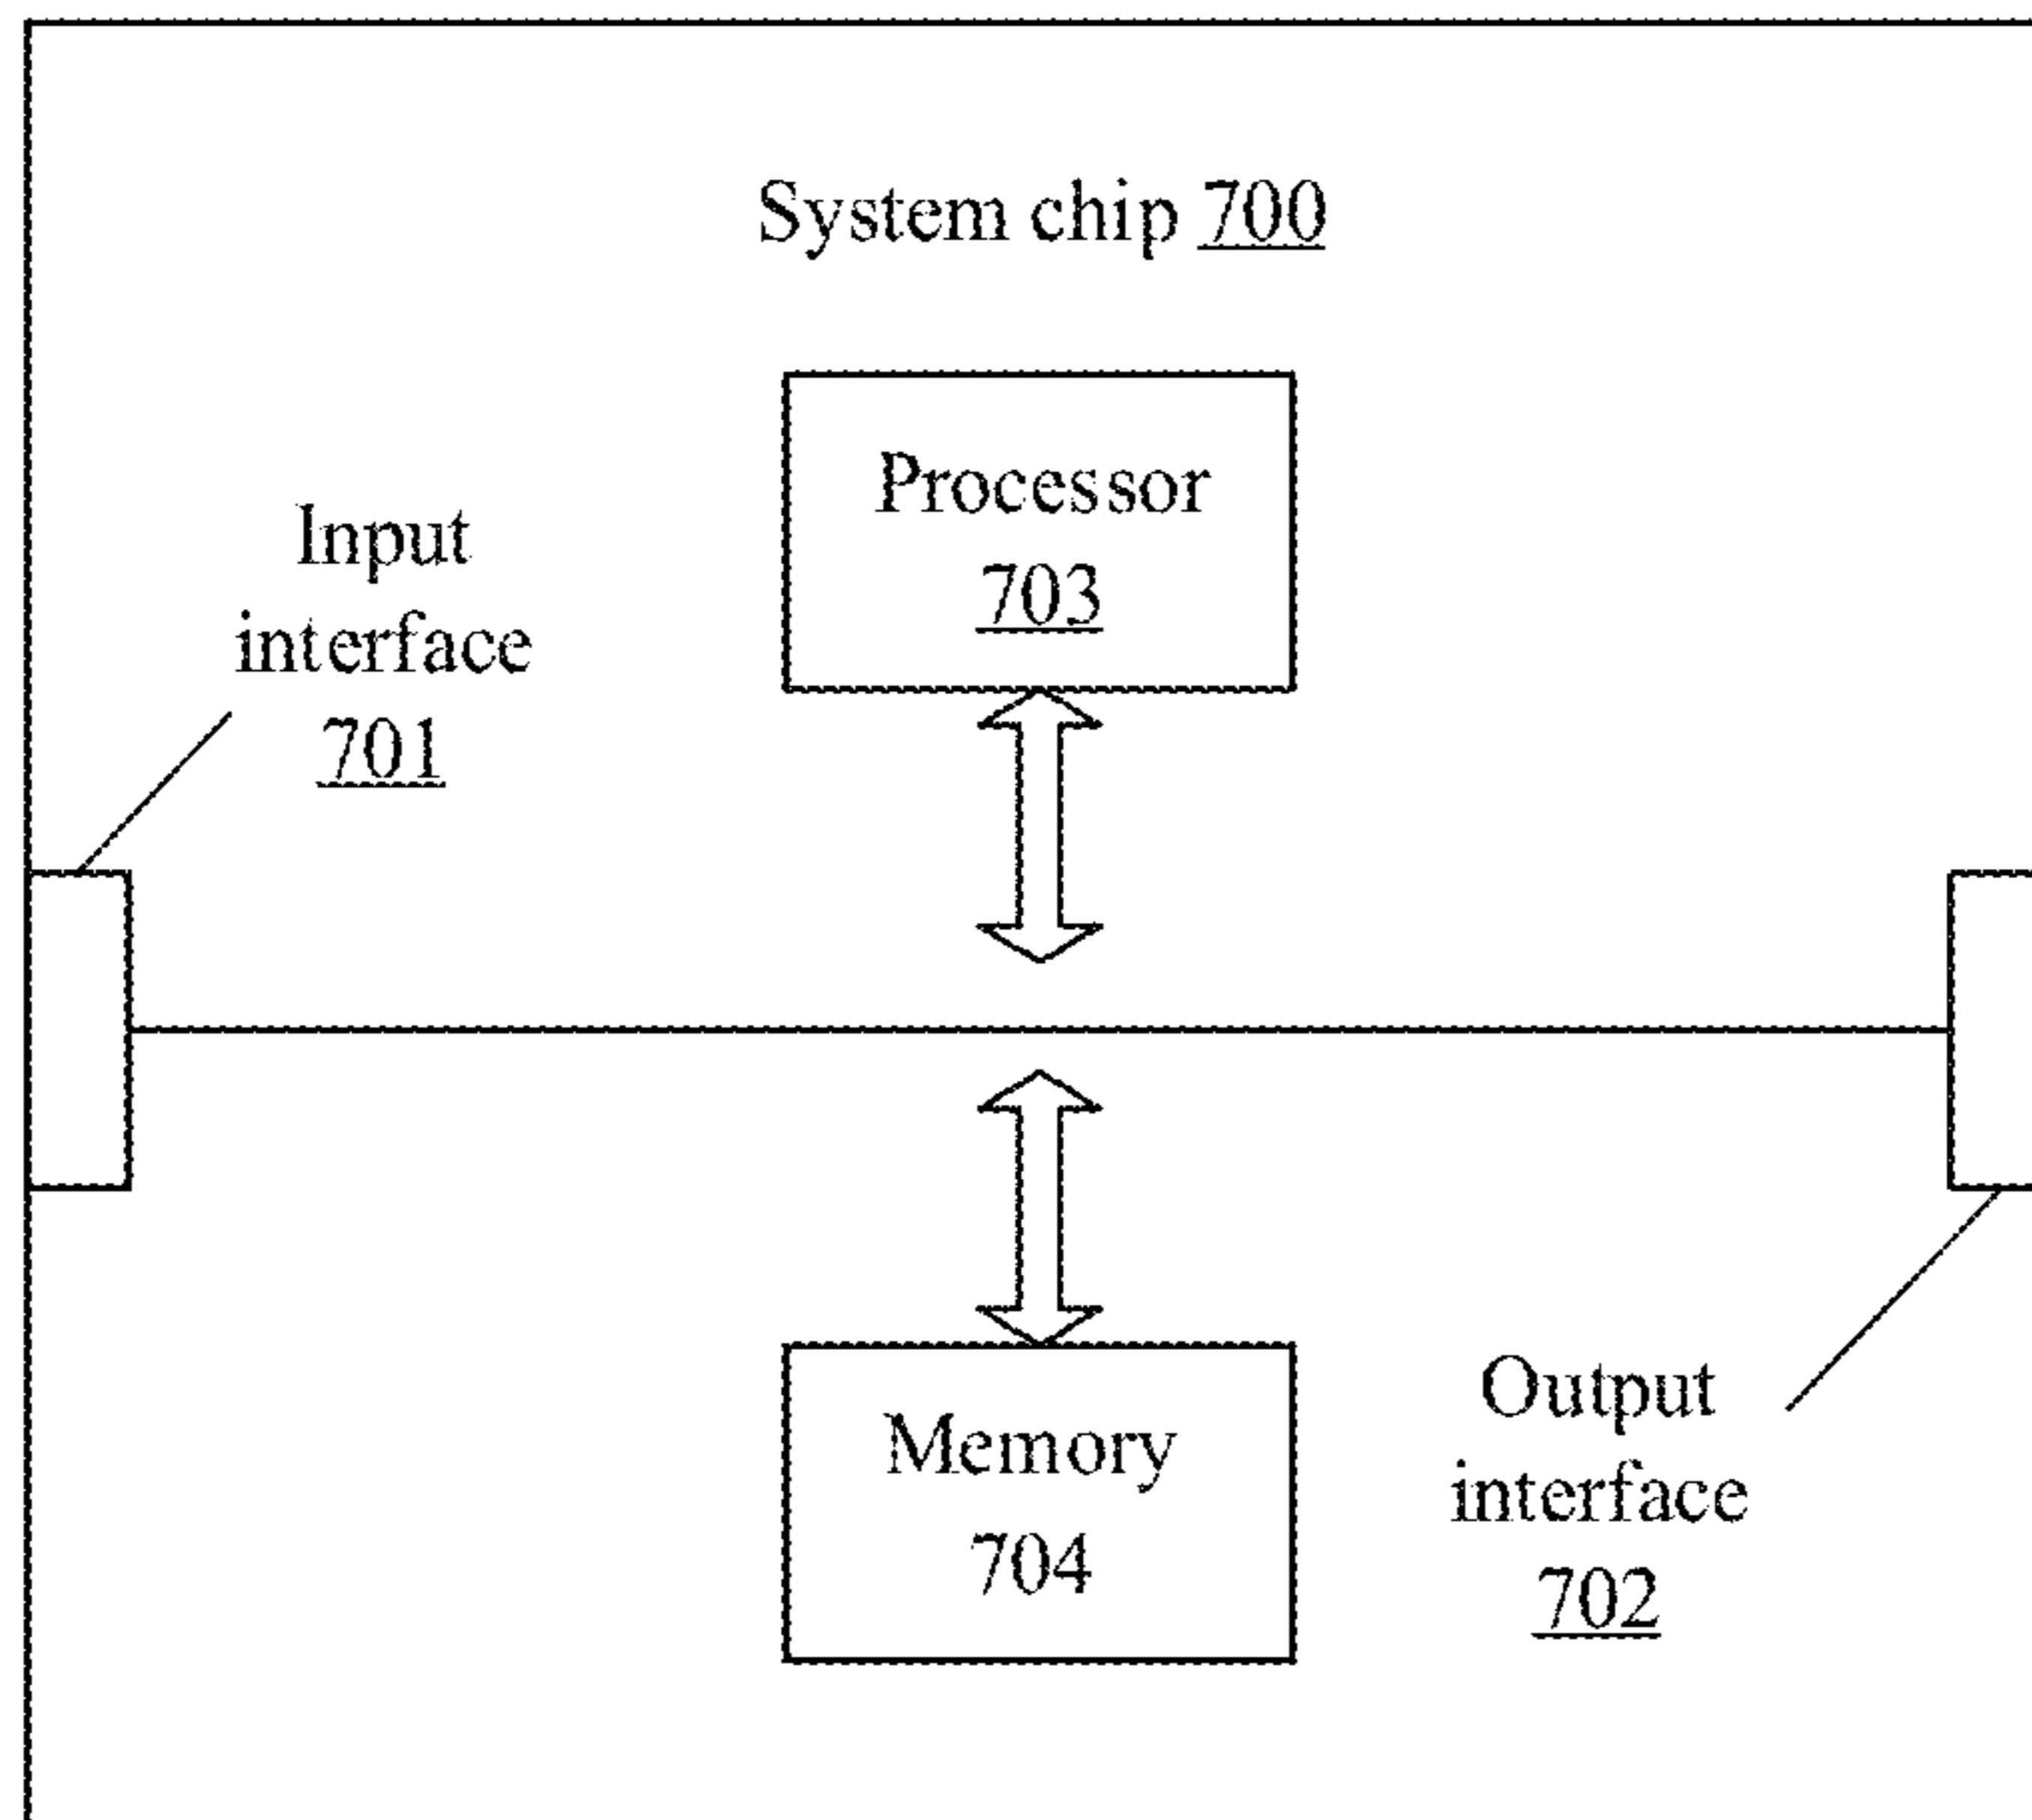 System chip 700
Processor
703
Input
interface
701
Memory
704
Output
interface
702